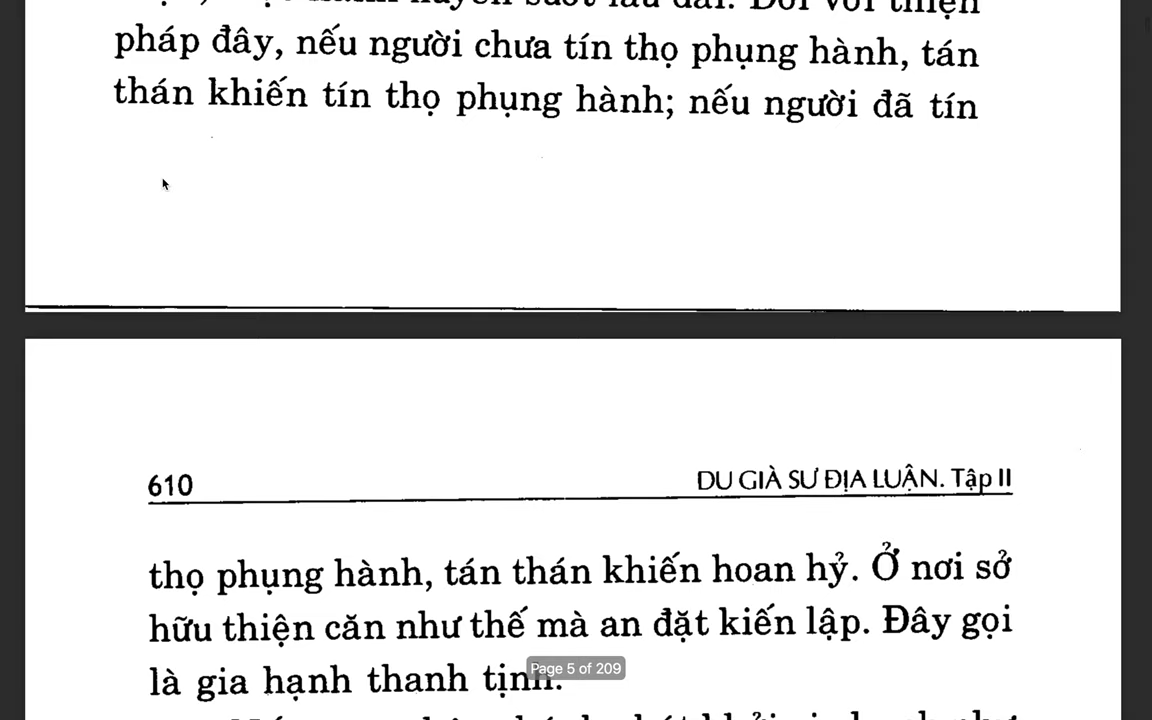 pháp đây, nếu người chưa tín thọ phụng hành, tán
thán khiến tín thọ phụng hành; nếu người đã tín
610 DU GIÀ SƯ ĐỊA LUẬN. Tập II
thọ phụng hành, tán thán khiến hoan hỷ. Ở nơi sở
hữu thiện căn như thế mà an đặt kiến lập. Đây gọi
là gia hạnh thanh tịnh.
Page 5 of 209